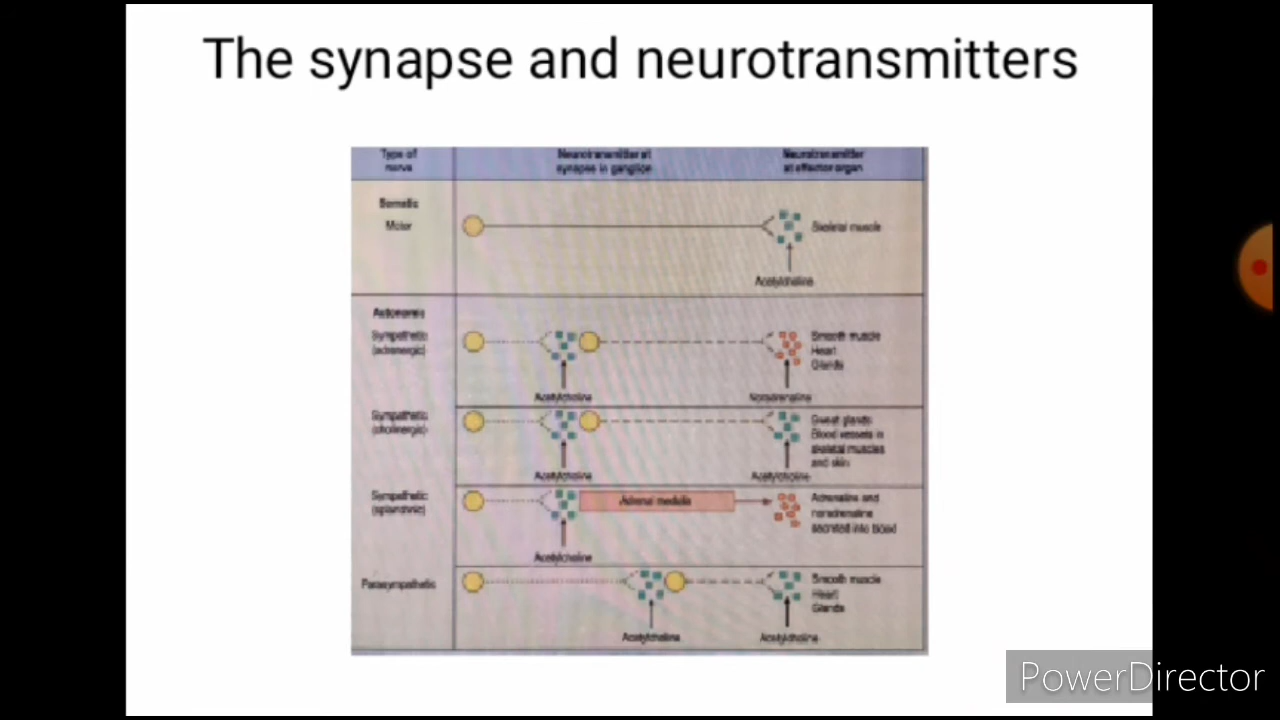 The synapse and neurotransmitters
Type of
nerve
Neurotransmitter at
synapse in ganglion
Neurotransmitter
at effector organ
Somatic
Motor
Skeletal muscle
Acetylcholine
Autonomic
Sympathetic
(adrenergic)
Smooth muscle
Heart
Glands
Acetylcholine
Noradrenaline
Sympathetic
(cholinergic)
Sweat glands
Blood vessels in
skeletal muscles
and skin
Acetylcholine
Acetylcholine
Sympathetic
(splanchnic)
Adrenal medulla
Adrenaline and
noradrenaline
secreted into blood
Acetylcholine
Parasympathetic
Smooth muscle
Heart
Glands
Acetylcholine
Acetylcholine
PowerDirector